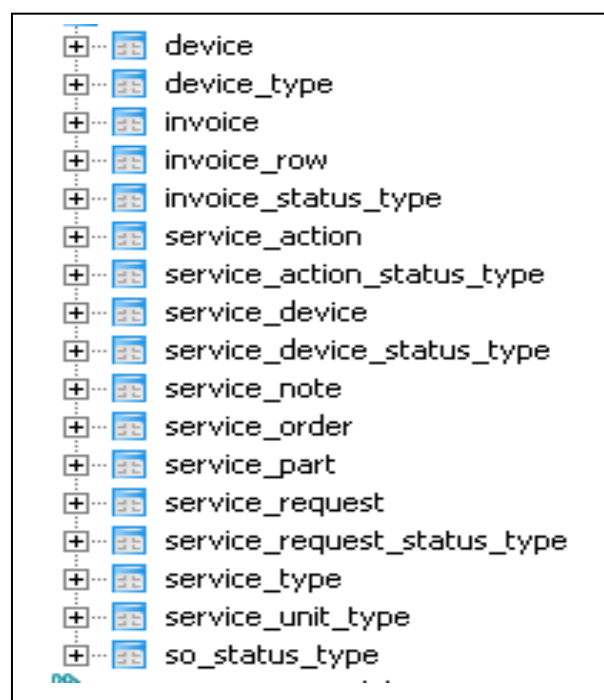 device
device_type
invoice
invoice_row
invoice_status_type
service_action
service_action_status_type
service_device
service_device_status_type
service_note
service_order
service_part
service_request
service_request_status_type
service_type
service_unit_type
so_status_type